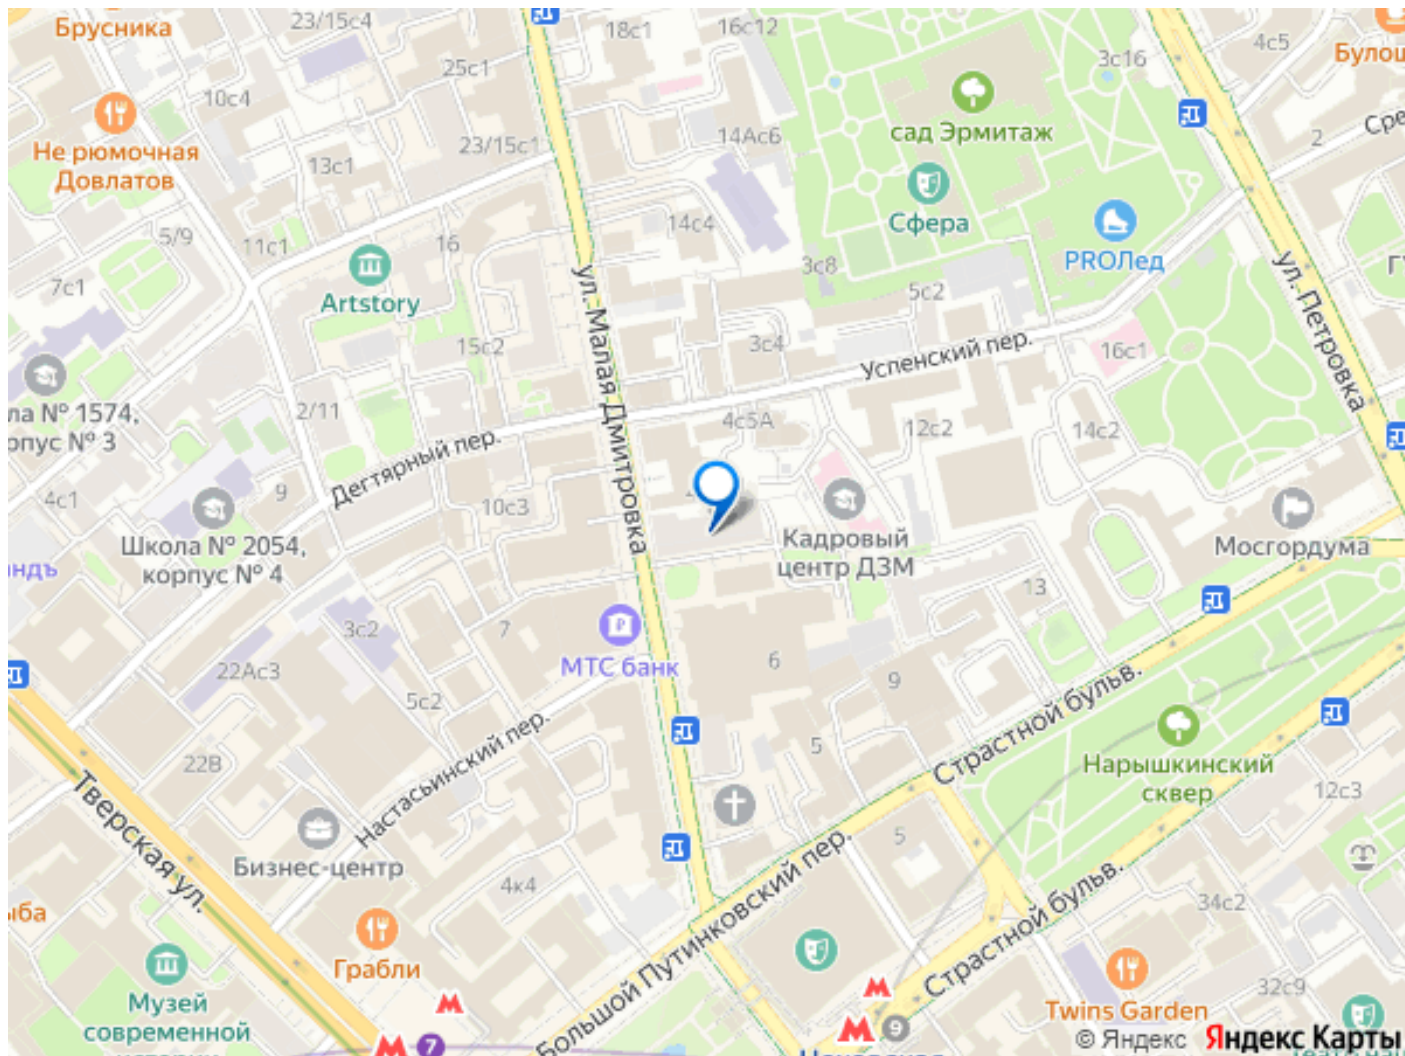 Брусника
23/15с4
18с1
16с12
3с16
4с5
25с1
10с4
Не рюмочная
Довлатов
13с1
23/15с1
14Ас6
сад Эрмитаж
2
5/9
11с1
16
14с4
Сфера
PROЛед
7с1
Artstory
3с8
5с2
ул. Петровка
ул. Малая Дмитровка
15с2
3с4
Успенский пер.
16с1
2/11
4с5А
12с2
14с2
№ 1574,
№ 3
Дегтярный пер.
4с1
9
10с3
Школа № 2054,
корпус № 4
Кадровый
центр ДЗМ
Мосгордума
13
3с2
7
МТС банк
6
9
22Ас3
5с2
Настасьинский пер.
5
Страстной бульв.
Нарышкинский
сквер
22В
12с3
Тверская ул.
Бизнес-центр
4к4
5
Большой Путинковский пер.
Страстной бульв.
34с2
Грабли
Музей
современной
Twins Garden
32с9
7
9
© Яндекс Яндекс Карты